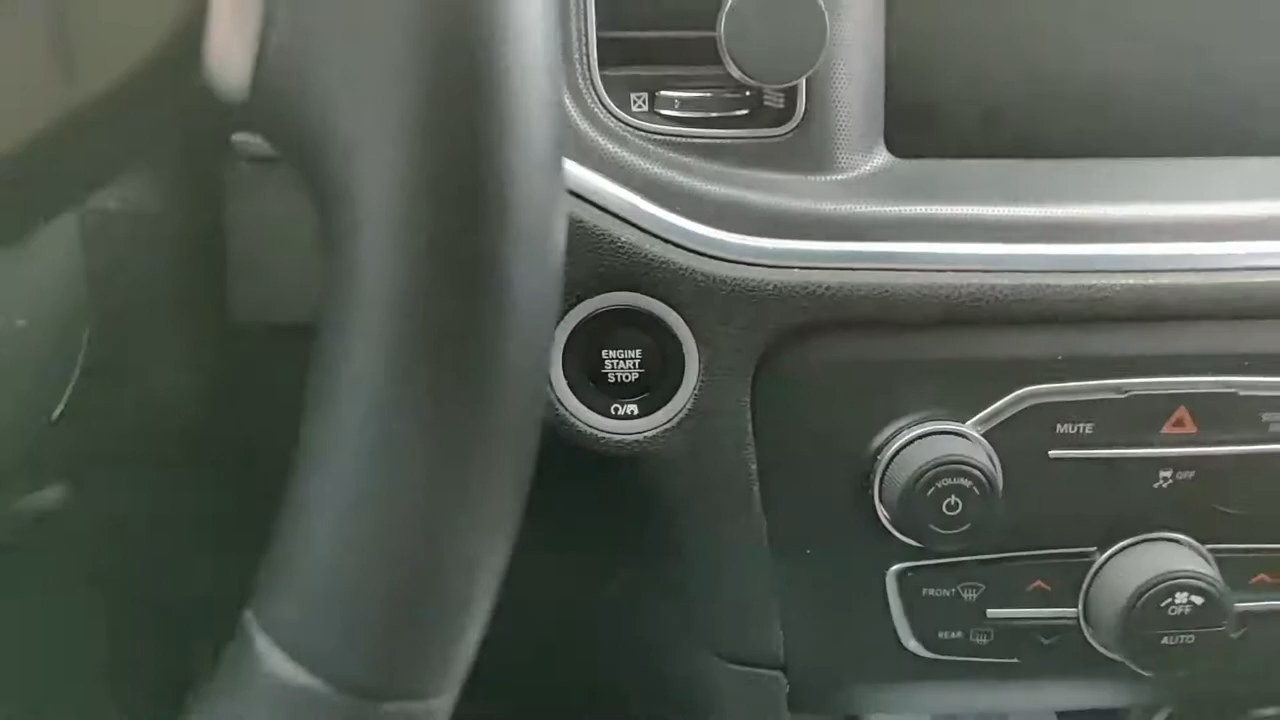 ENGINE
START
STOP
MUTE
OFF
VOLUME
FRONT
REAR
OFF
AUTO